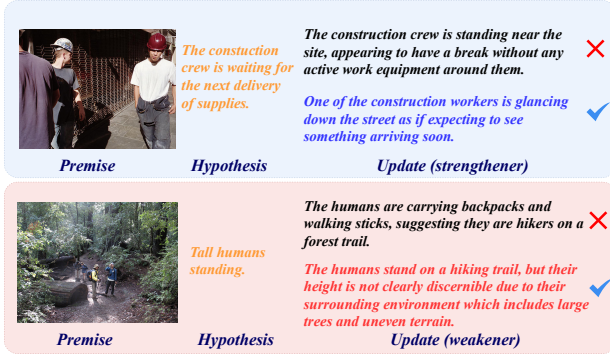 The constuction
crew is waiting for
the next delivery
of supplies.
The construction crew is standing near the
site, appearing to have a break without any
active work equipment around them.
One of the construction workers is glancing
down the street as if expecting to see
something arriving soon.
Premise
Hypothesis
Update (strengthener)
Tall humans
standing.
The humans are carrying backpacks and
walking sticks, suggesting they are hikers on a
forest trail.
The humans stand on a hiking trail, but their
height is not clearly discernible due to their
surrounding environment which includes large
trees and uneven terrain.
Premise
Hypothesis
Update (weakener)